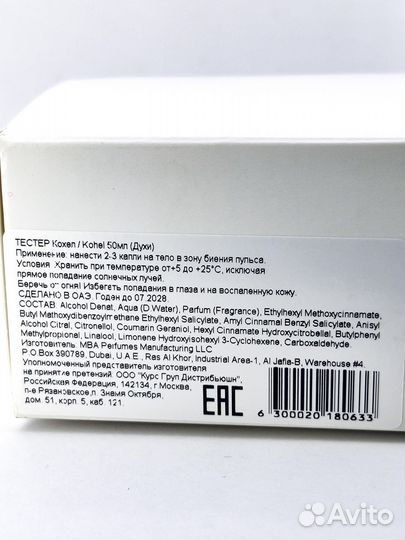 ТЕСТЕР Кохел / Kohel 50мл (Духи)
Применение: нанести 2-3 капли на тело в зону биения пульса.
Условия .Хранить при температуре от+5 до +25°С, исключая
прямое попадание солнечных лучей.
Беречь от огня! Избегать попадания в глаза и на воспаленную кожу.
СДЕЛАНО В ОАЭ. Годен до 07.2028.
СОСТАВ: Alcohol Denat, Aqua (D Water), Parfum (Fragrance), Ethylhexyl Methoxycinnamate,
Butyl Methoxydibenzoylmethane Ethylhexyl Salicylate, Amyl Cinnamal Benzyl Salicylate, Anisyl
Alcohol Citral, Citronellol, Coumarin Geraniol, Hexyl Cinnamate Hydroxycitronellal, Butylphenyl
Methylpropional, Linalool, Limonene Hydroxyisohexyl 3-Cyclohexene, Carboxaldehyde.
Изготовитель MBA Perfumes Manufacturing LLC
P.O.Box 390789, Dubai, U.A.E., Ras Al Khor, Industrial Area-1, Al Jafla-B, Warehouse #4.
Уполномоченный представитель изготовителя
на принятие претензий: ООО "Курс Груп Дистрибьюшн",
Российская Федерация, 142134, г Москва,
п-е Рязановское,п. Знамя Октября,
дом. 51, корп. 5, каб. 121.
EAC
6 300020 180633
Avito